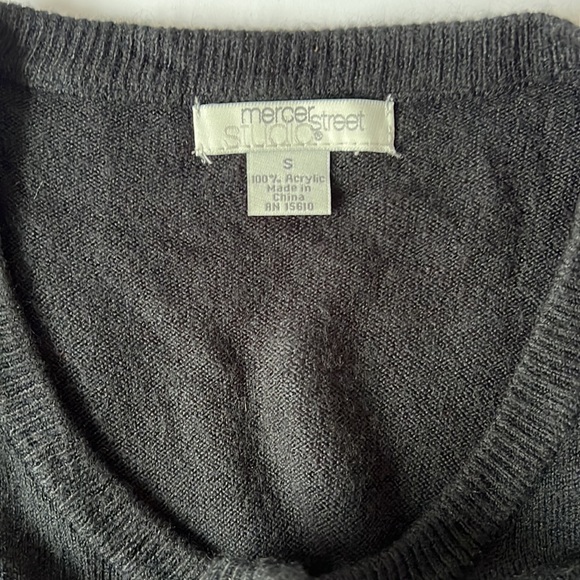 mercer street
STUDIO®
S
100% Acrylic
Made in
China
RN 15610